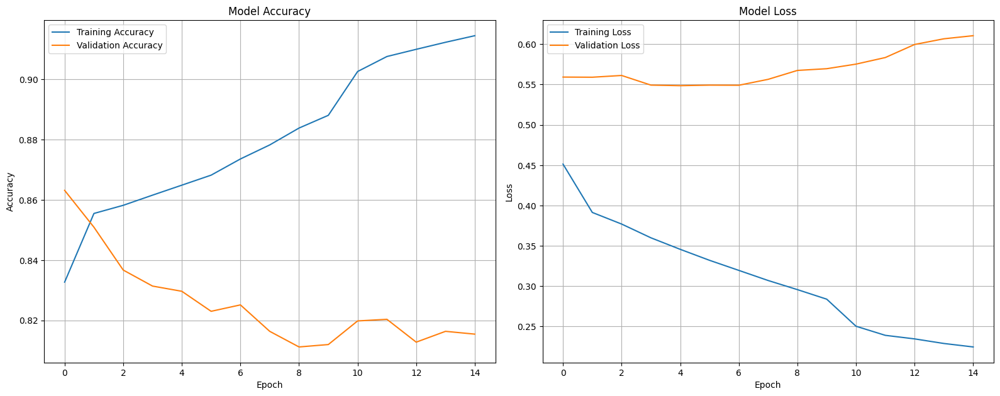 Model Accuracy
Training Accuracy
Validation Accuracy
0.90
0.88
0.86
0.84
0.82
Accuracy
0 2 4 6 8 10 12 14
Epoch
Model Loss
Training Loss
Validation Loss
0.60
0.55
0.50
0.45
0.40
0.35
0.30
0.25
Loss
0 2 4 6 8 10 12 14
Epoch